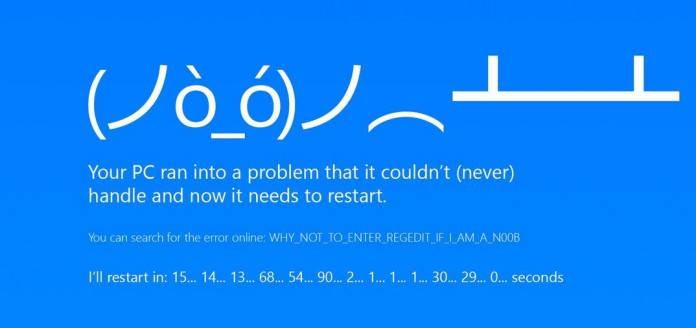 (ノò_ó)ノ︵┻━┻
Your PC ran into a problem that it couldn't (never)
handle and now it needs to restart.
You can search for the error online: WHY_NOT_TO_ENTER_REGEDIT_IF_I_AM_A_N00B
I'll restart in: 15... 14... 13... 68... 54... 90... 2... 1... 1... 1... 30... 29... 0... seconds